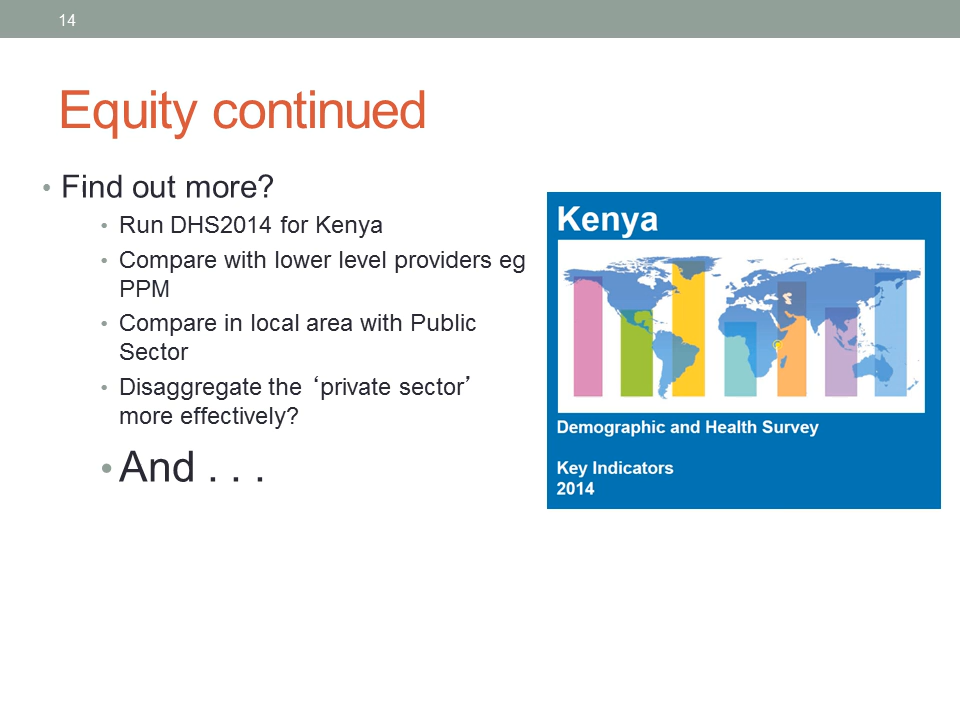 14
Equity continued
• Find out more?
• Run DHS2014 for Kenya
• Compare with lower level providers eg
PPM
• Compare in local area with Public
Sector
• Disaggregate the ‘private sector’
more effectively?
• And . . .
Kenya
Demographic and Health Survey
Key Indicators
2014